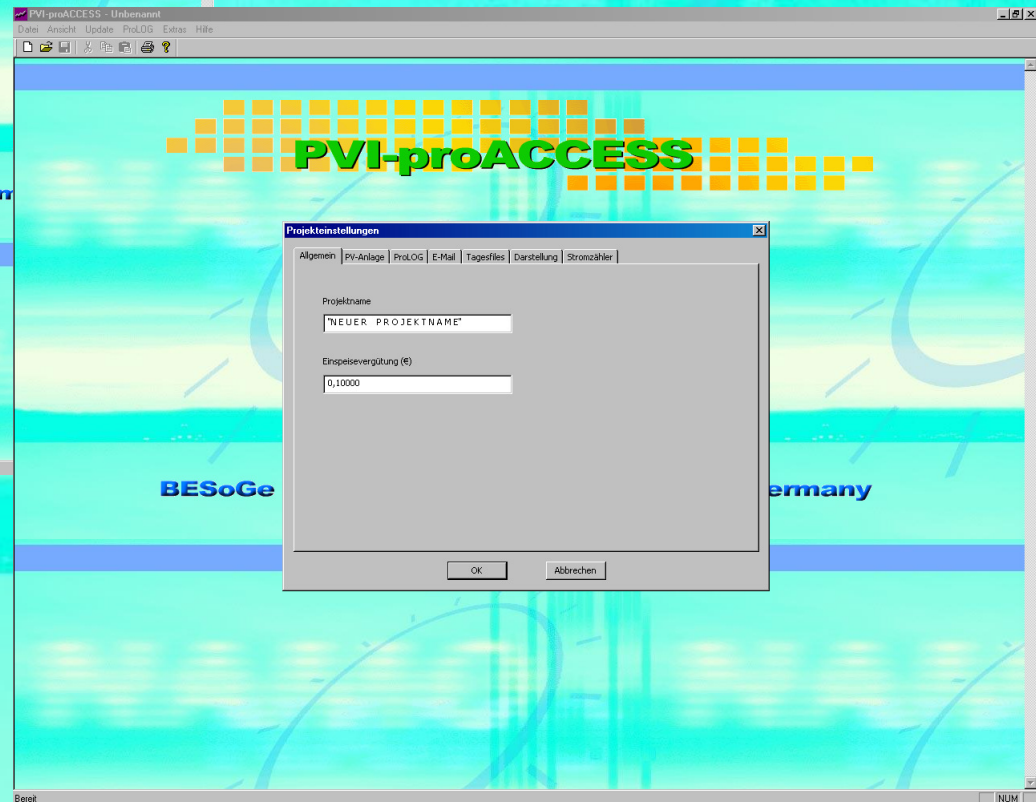 PVI-proACCESS - Unbenannt
Datei Ansicht Update ProLOG Extras Hilfe
PVI-proACCESS
Projekteinstellungen
Allgemein PV-Anlage ProLOG E-Mail Tagesfiles Darstellung Stromzähler
Projektname
"NEUER PROJEKTNAME"
Einspeisevergütung (€)
0,10000
BESoGe ermany
OK Abbrechen
Bereit NUM